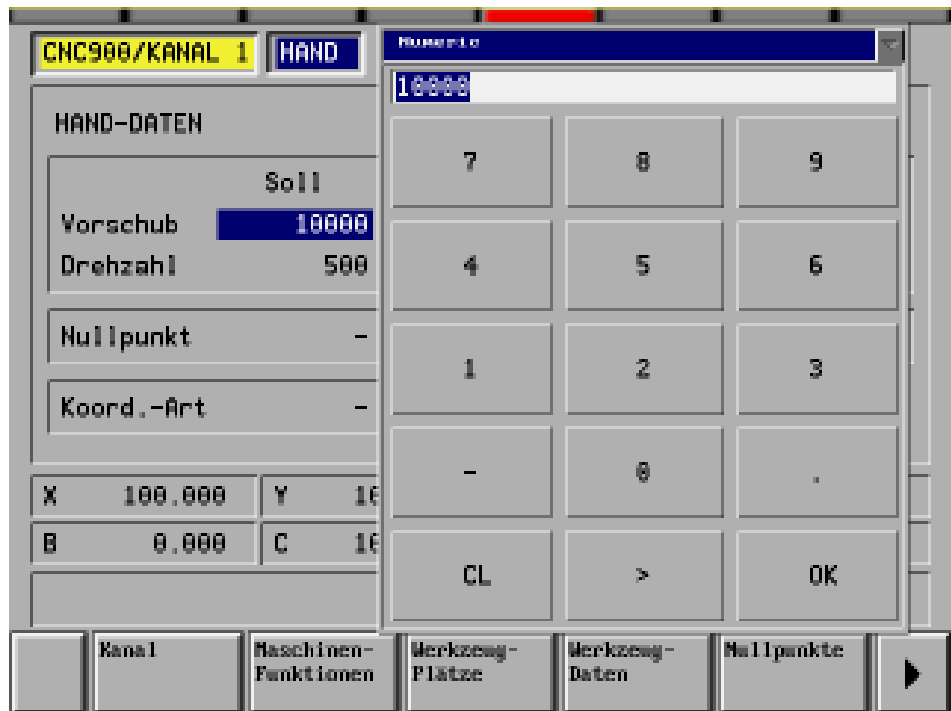 CNC900/KANAL 1 HAND
Numeric
10000
HAND-DATEN
Soll
Vorschub 10000
Drehzahl 500
Nullpunkt -
Koord.-Art -
X 100.000 Y 10
B 0.000 C 10
7 8 9
4 5 6
1 2 3
- 0 .
CL > OK
Kanal
Maschinen-
Funktionen
Werkzeug-
Plätze
Werkzeug-
Daten
Nullpunkte